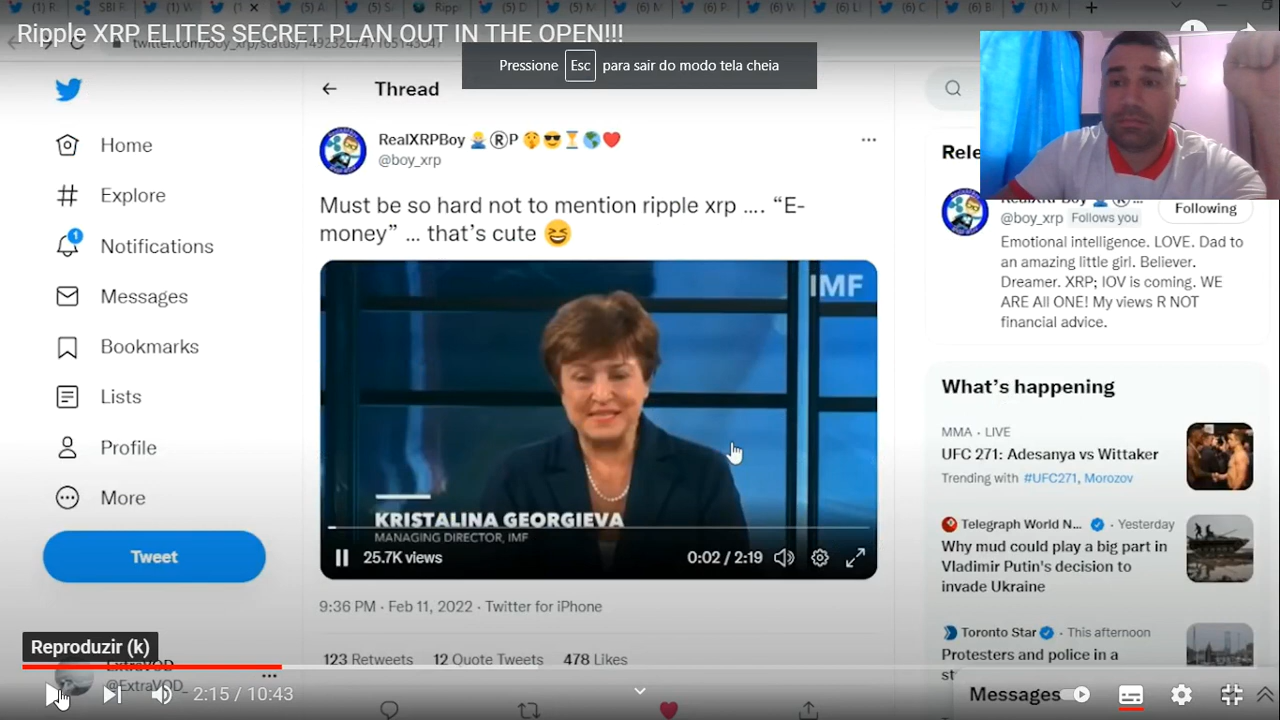 Ripple XRP ELITES SECRET PLAN OUT IN THE OPEN!!!
Pressione Esc para sair do modo tela cheia
Home
Explore
1
Notifications
Messages
Bookmarks
Lists
Profile
More
Tweet
ExtraVOD
@ExtraVOD_
Thread
RealXRPBoy 🤷‍♂️®️P 🤫😎⏳🌎❤️
@boy_xrp
Must be so hard not to mention ripple xrp .... “E-
money” ... that’s cute 😆
IMF
KRISTALINA GEORGIEVA
MANAGING DIRECTOR, IMF
25.7K views
0:02 / 2:19
9:36 PM · Feb 11, 2022 · Twitter for iPhone
123 Retweets 12 Quote Tweets 478 Likes
Rele
@boy_xrp Follows you
Following
Emotional intelligence. LOVE. Dad to
an amazing little girl. Believer.
Dreamer. XRP; IOV is coming. WE
ARE All ONE! My views R NOT
financial advice.
What’s happening
MMA · LIVE
UFC 271: Adesanya vs Wittaker
Trending with #UFC271, Morozov
Telegraph World N... · Yesterday
Why mud could play a big part in
Vladimir Putin's decision to
invade Ukraine
Toronto Star · This afternoon
Protesters and police in a
st
Messages
Reproduzir (k)
2:15 / 10:43